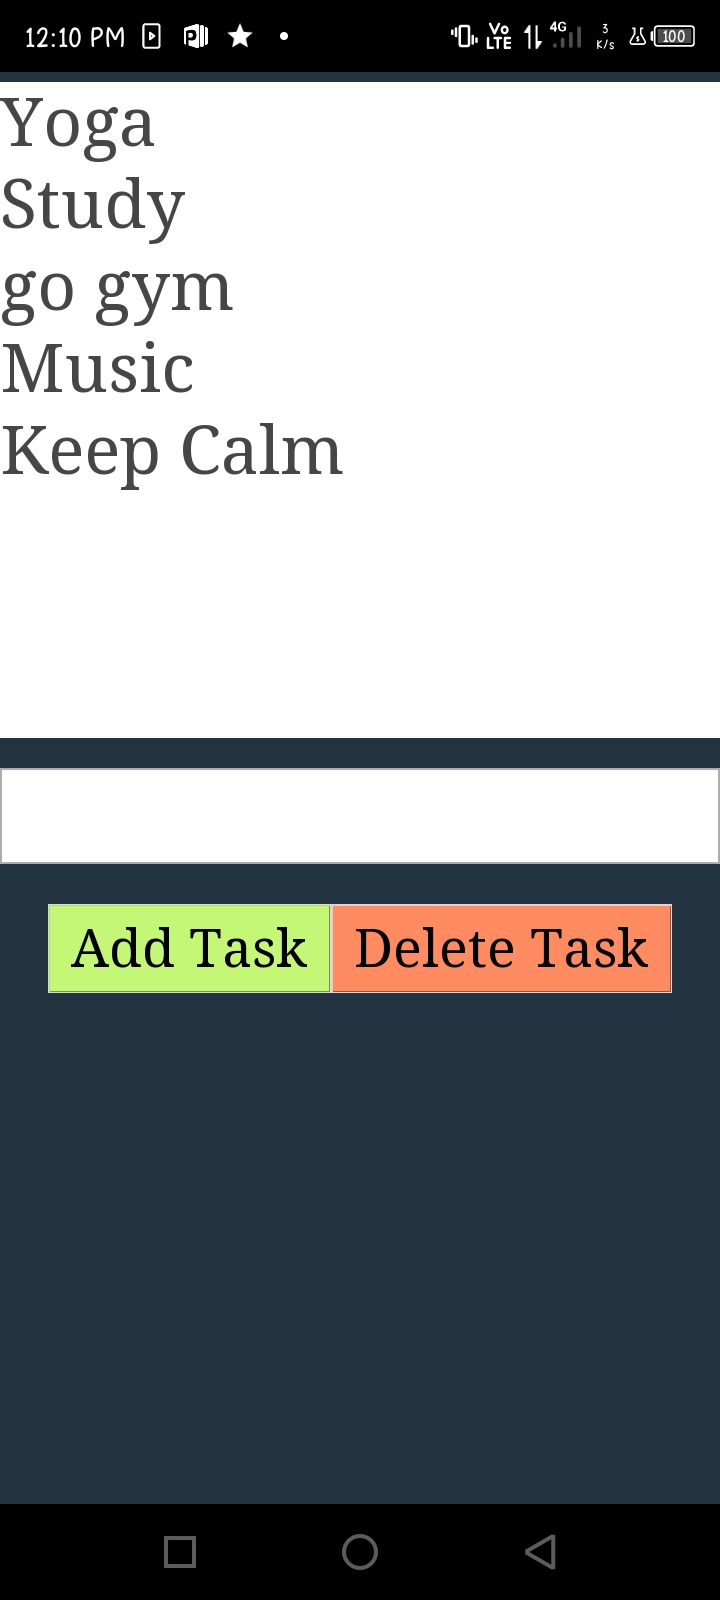 12:10 PM
Vo LTE 4G 3 K/s 100
Yoga
Study
go gym
Music
Keep Calm
Add Task Delete Task